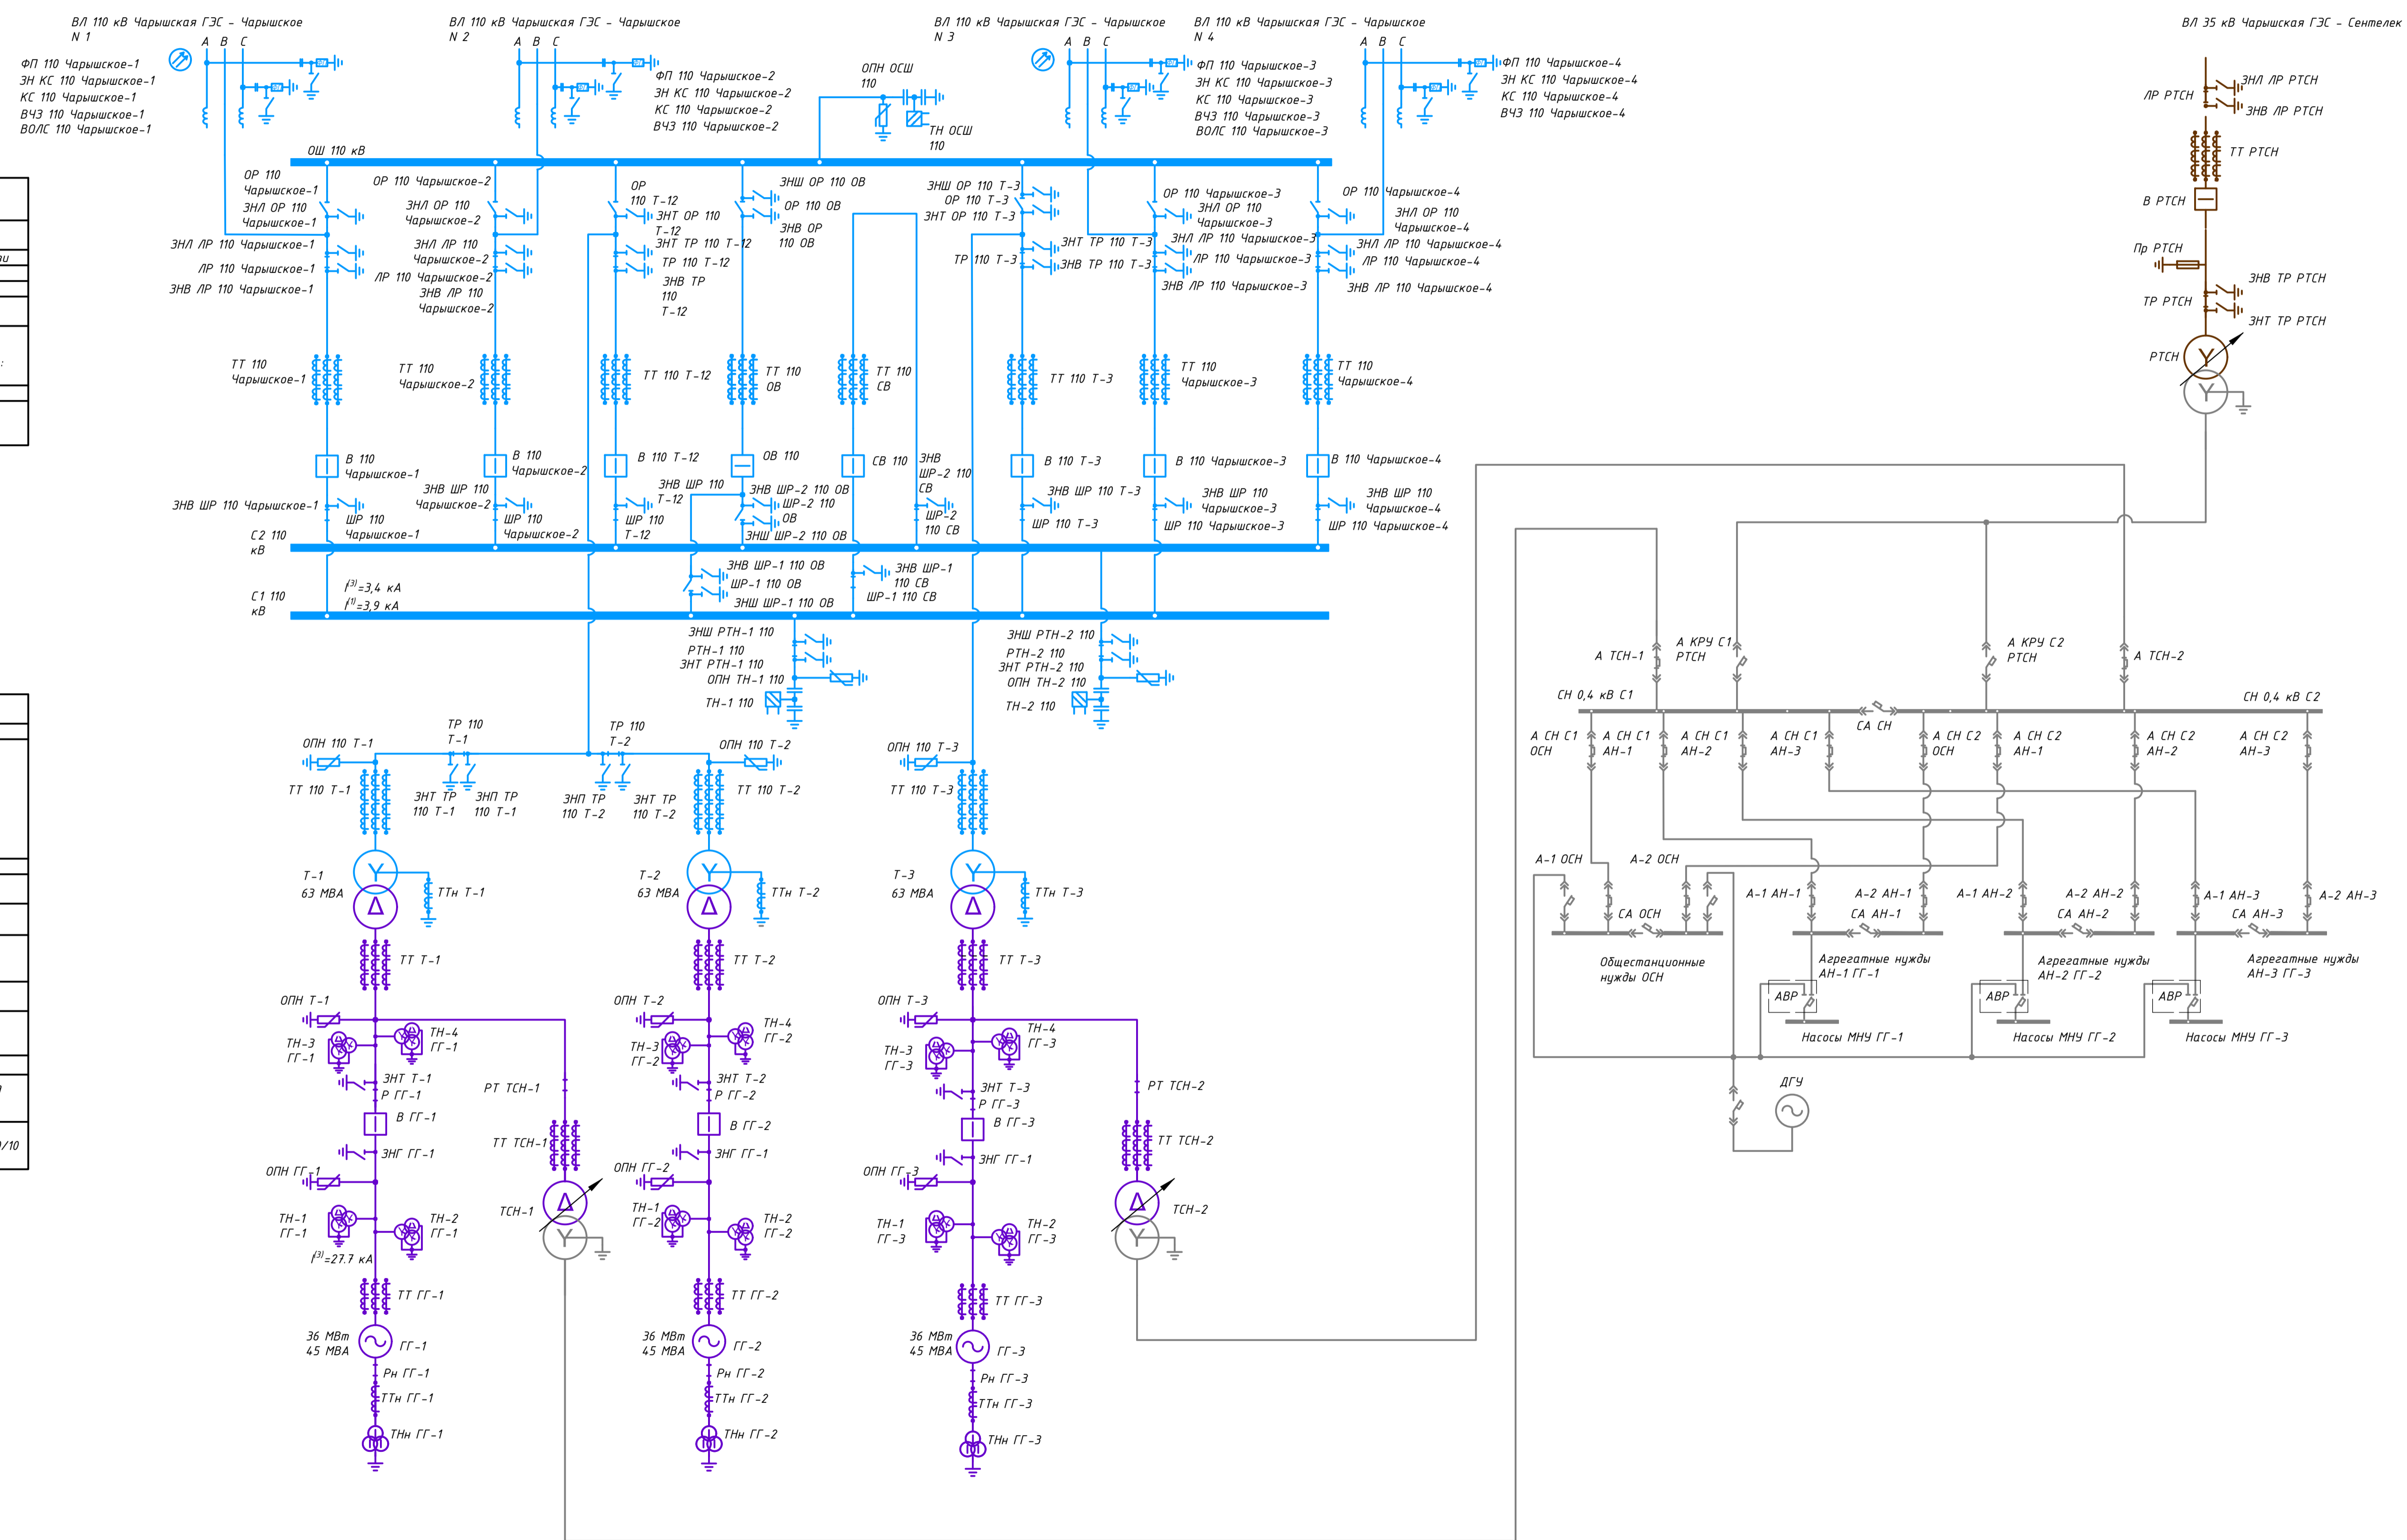 ВЛ 110 кВ Чарышская ГЭС - Чарышское
N 1
ВЛ 110 кВ Чарышская ГЭС - Чарышское
N 2
ВЛ 110 кВ Чарышская ГЭС - Чарышское
N 3
ВЛ 110 кВ Чарышская ГЭС - Чарышское
N 4
ВЛ 35 кВ Чарышская ГЭС - Сентелек
A B C
A B C
A B C
A B C
ФП 110 Чарышское-1
ЗН КС 110 Чарышское-1
КС 110 Чарышское-1
ВЧЗ 110 Чарышское-1
ВОЛС 110 Чарышское-1
ФП 110 Чарышское-2
ЗН КС 110 Чарышское-2
КС 110 Чарышское-2
ВЧЗ 110 Чарышское-2
ОПН ОСШ
110
ТН ОСШ
110
ФП 110 Чарышское-3
ЗН КС 110 Чарышское-3
КС 110 Чарышское-3
ВЧЗ 110 Чарышское-3
ВОЛС 110 Чарышское-3
ФП 110 Чарышское-4
ЗН КС 110 Чарышское-4
КС 110 Чарышское-4
ВЧЗ 110 Чарышское-4
ЗНЛ ЛР РТСН
ЛР РТСН
ЗНВ ЛР РТСН
ТТ РТСН
В РТСН
Пр РТСН
ЗНВ ТР РТСН
ТР РТСН
ЗНТ ТР РТСН
РТСН
ОШ 110 кВ
ОР 110
Чарышское-1
ЗНЛ ОР 110
Чарышское-1
ЗНЛ ЛР 110 Чарышское-1
ЛР 110 Чарышское-1
ЗНВ ЛР 110 Чарышское-1
ОР 110 Чарышское-2
ЗНЛ ОР 110
Чарышское-2
ЗНЛ ЛР 110
Чарышское-2
ЛР 110 Чарышское-2
ЗНВ ЛР 110
Чарышское-2
ОР
110 Т-12
ЗНТ ОР 110
Т-12
ЗНТ ТР 110 Т-12
ТР 110 Т-12
ЗНВ ТР
110
Т-12
ЗНШ ОР 110 ОВ
ОР 110 ОВ
ЗНВ ОР
110 ОВ
ЗНШ ОР 110 Т-3
ОР 110 Т-3
ЗНТ ОР 110 Т-3
ЗНТ ТР 110 Т-3
ТР 110 Т-3
ЗНВ ТР 110 Т-3
ОР 110 Чарышское-3
ЗНЛ ОР 110
Чарышское-3
ЗНЛ ЛР 110 Чарышское-3
ЛР 110 Чарышское-3
ЗНВ ЛР 110 Чарышское-3
ОР 110 Чарышское-4
ЗНЛ ОР 110
Чарышское-4
ЗНЛ ЛР 110 Чарышское-4
ЛР 110 Чарышское-4
ЗНВ ЛР 110 Чарышское-4
ТТ 110
Чарышское-1
ТТ 110
Чарышское-2
ТТ 110 Т-12
ТТ 110
ОВ
ТТ 110
СВ
ТТ 110 Т-3
ТТ 110
Чарышское-3
ТТ 110
Чарышское-4
В 110
Чарышское-1
В 110
Чарышское-2
В 110 Т-12
ОВ 110
СВ 110
В 110 Т-3
В 110 Чарышское-3
В 110 Чарышское-4
ЗНВ ШР 110 Чарышское-1
ШР 110
Чарышское-1
ЗНВ ШР 110
Чарышское-2
ШР 110
Чарышское-2
ЗНВ ШР 110
Т-12
ШР 110
Т-12
ЗНВ ШР-2 110 ОВ
ШР-2 110
ОВ
ЗНШ ШР-2 110 ОВ
ЗНВ
ШР-2 110
СВ
ШР-2
110 СВ
ЗНВ ШР 110 Т-3
ШР 110 Т-3
ЗНВ ШР 110
Чарышское-3
ШР 110 Чарышское-3
ЗНВ ШР 110
Чарышское-4
ШР 110 Чарышское-4
С2 110
кВ
С1 110
кВ
I(3)=3,4 кА
I(1)=3,9 кА
ЗНВ ШР-1 110 ОВ
ШР-1 110 ОВ
ЗНШ ШР-1 110 ОВ
ЗНВ ШР-1
110 СВ
ШР-1 110 СВ
ЗНШ РТН-1 110
РТН-1 110
ЗНТ РТН-1 110
ОПН ТН-1 110
ТН-1 110
ЗНШ РТН-2 110
РТН-2 110
ЗНТ РТН-2 110
ОПН ТН-2 110
ТН-2 110
ОПН 110 Т-1
ТР 110
Т-1
ТР 110
Т-2
ОПН 110 Т-2
ОПН 110 Т-3
ТТ 110 Т-1
ЗНТ ТР
110 Т-1
ЗНП ТР
110 Т-1
ЗНП ТР
110 Т-2
ЗНТ ТР
110 Т-2
ТТ 110 Т-2
ТТ 110 Т-3
Т-1
63 МВА
ТТн Т-1
Т-2
63 МВА
ТТн Т-2
Т-3
63 МВА
ТТн Т-3
ТТ Т-1
ТТ Т-2
ТТ Т-3
ОПН Т-1
ОПН Т-2
ОПН Т-3
ТН-3
ГГ-1
ТН-4
ГГ-1
ТН-3
ГГ-2
ТН-4
ГГ-2
ТН-3
ГГ-3
ТН-4
ГГ-3
ЗНТ Т-1
Р ГГ-1
В ГГ-1
ЗНГ ГГ-1
РТ ТСН-1
ТТ ТСН-1
ТСН-1
ЗНТ Т-2
Р ГГ-2
В ГГ-2
ЗНГ ГГ-1
ЗНТ Т-3
Р ГГ-3
В ГГ-3
ЗНГ ГГ-1
РТ ТСН-2
ТТ ТСН-2
ТСН-2
ОПН ГГ-1
ОПН ГГ-2
ОПН ГГ-3
ТН-1
ГГ-1
ТН-2
ГГ-1
ТН-1
ГГ-2
ТН-2
ГГ-2
ТН-1
ГГ-3
ТН-2
ГГ-3
I(3)=27.7 кА
ТТ ГГ-1
ТТ ГГ-2
ТТ ГГ-3
36 МВт
45 МВА
ГГ-1
36 МВт
45 МВА
ГГ-2
36 МВт
45 МВА
ГГ-3
Рн ГГ-1
Рн ГГ-2
Рн ГГ-3
ТТн ГГ-1
ТТн ГГ-2
ТТн ГГ-3
ТНн ГГ-1
ТНн ГГ-2
ТНн ГГ-3
А ТСН-1
А КРУ С1
РТСН
А КРУ С2
РТСН
А ТСН-2
СН 0,4 кВ С1
СА СН
СН 0,4 кВ С2
А СН С1
ОСН
А СН С1
АН-1
А СН С1
АН-2
А СН С1
АН-3
А СН С2
ОСН
А СН С2
АН-1
А СН С2
АН-2
А СН С2
АН-3
А-1 ОСН
А-2 ОСН
СА ОСН
А-1 АН-1
А-2 АН-1
СА АН-1
А-1 АН-2
А-2 АН-2
СА АН-2
А-1 АН-3
А-2 АН-3
СА АН-3
Общестанционные
нужды ОСН
Агрегатные нужды
АН-1 ГГ-1
Агрегатные нужды
АН-2 ГГ-2
Агрегатные нужды
АН-3 ГГ-3
АВР
АВР
АВР
Насосы МНУ ГГ-1
Насосы МНУ ГГ-2
Насосы МНУ ГГ-3
ДГУ